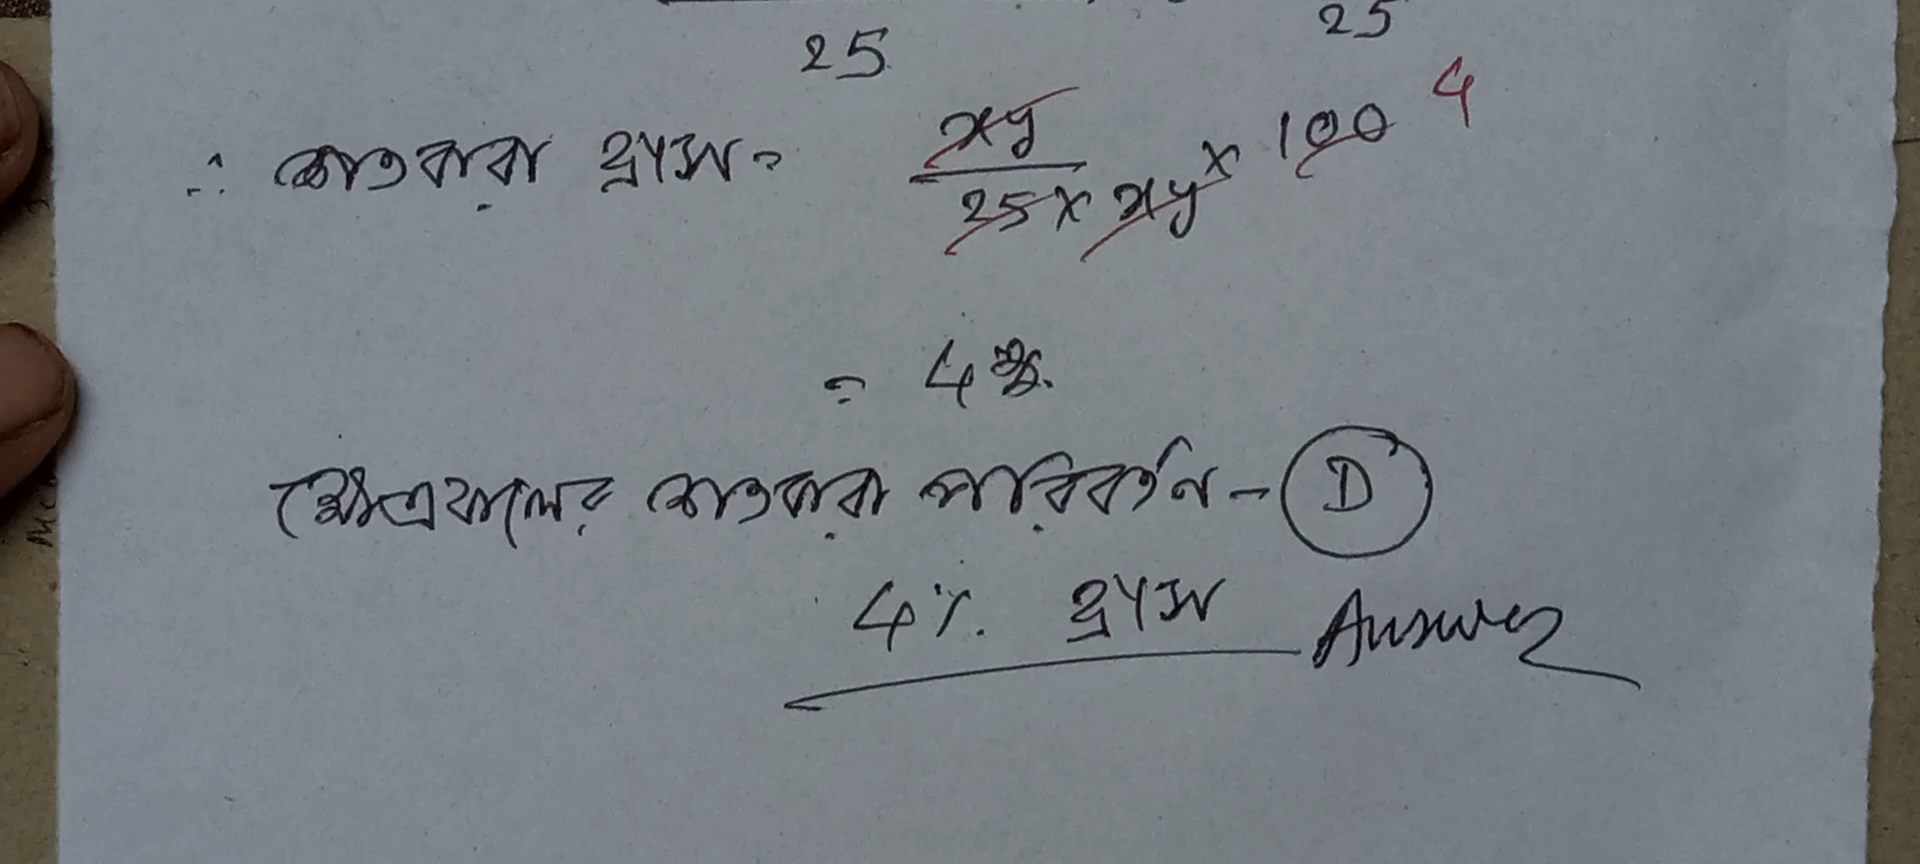 25 25
∴ শতকরা হ্রাস = xy / 25 × xy × 100 4
= 4%.
ক্ষেত্রফলের শতকরা পরিবর্তন – D
4%. হ্রাস Answer